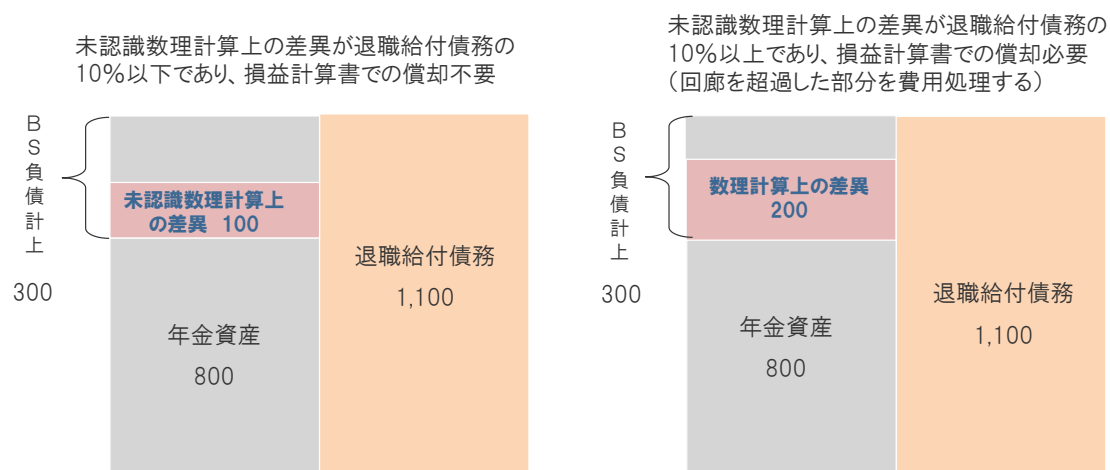 未認識数理計算上の差異が退職給付債務の
10%以下であり、損益計算書での償却不要
BS負債計上
300
未認識数理計算上
の差異 100
年金資産
800
退職給付債務
1,100
未認識数理計算上の差異が退職給付債務の
10%以上であり、損益計算書での償却必要
(回廊を超過した部分を費用処理する)
BS負債計上
300
数理計算上の差異
200
年金資産
800
退職給付債務
1,100